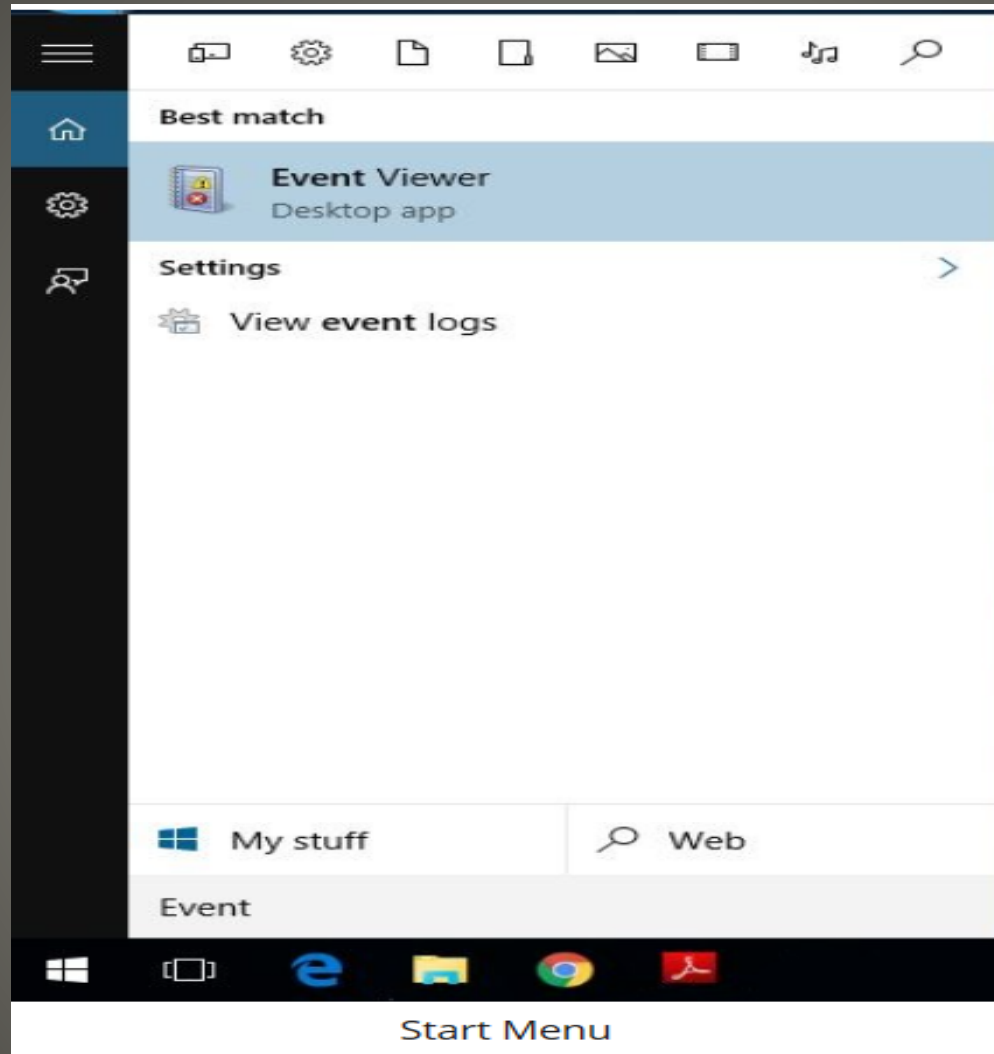 Best match
Event Viewer
Desktop app
Settings
View event logs
My stuff
Web
Event
Start Menu